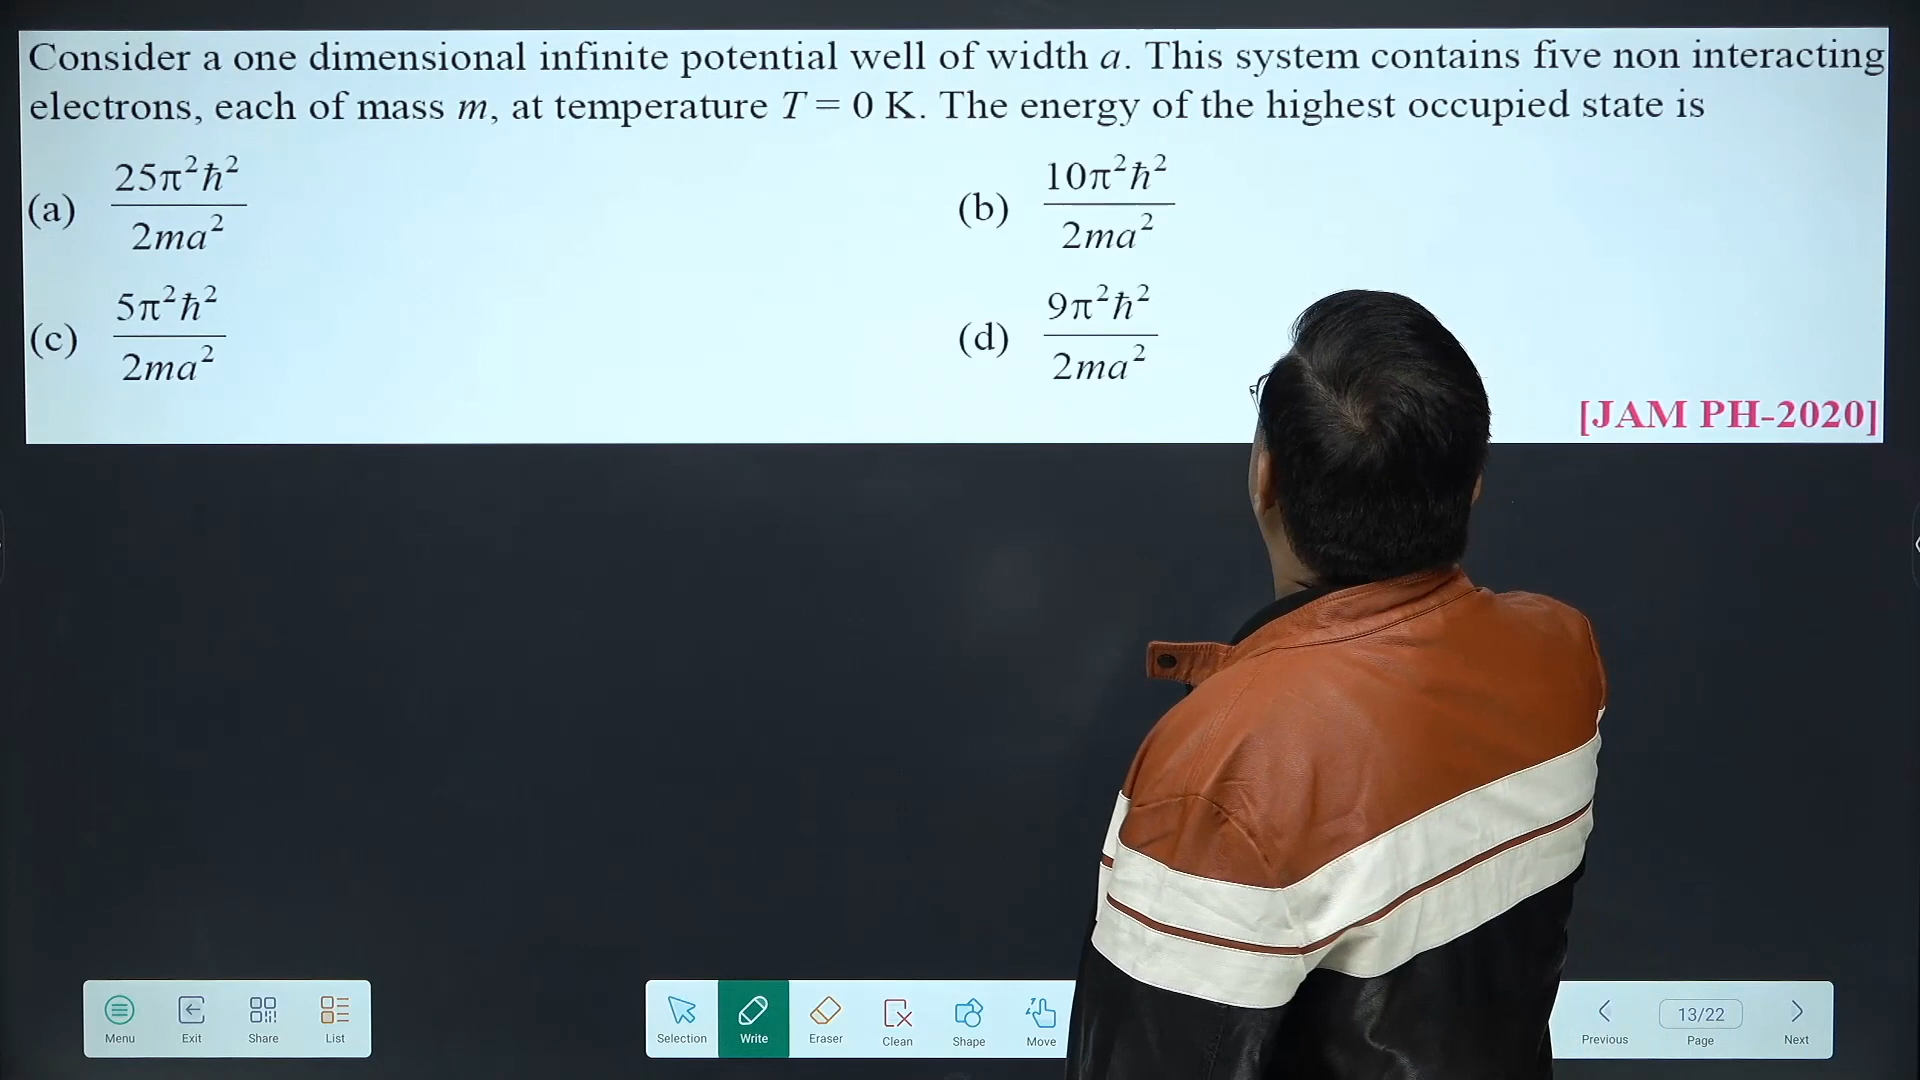 Consider a one dimensional infinite potential well of width a. This system contains five non interacting
electrons, each of mass m, at temperature T = 0 K. The energy of the highest occupied state is
(a) 25π²ħ² / 2ma²
(b) 10π²ħ² / 2ma²
(c) 5π²ħ² / 2ma²
(d) 9π²ħ² / 2ma²
[JAM PH-2020]
Menu Exit Share List
Selection Write Eraser Clean Shape Move
13/22
Previous Page Next